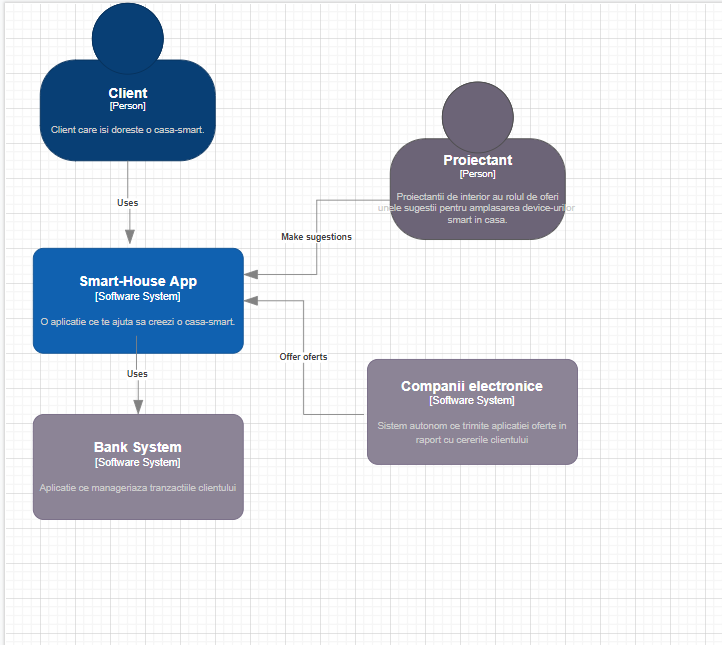 Client
[Person]
Client care isi doreste o casa-smart.
Uses
Proiectant
[Person]
Proiectantii de interior au rolul de oferi
unele sugestii pentru amplasarea device-urilor
smart in casa.
Make sugestions
Smart-House App
[Software System]
O aplicatie ce te ajuta sa creezi o casa-smart.
Offer oferts
Uses
Companii electronice
[Software System]
Sistem autonom ce trimite aplicatiei oferte in
raport cu cererile clientului
Bank System
[Software System]
Aplicatie ce manageriaza tranzactiile clientului